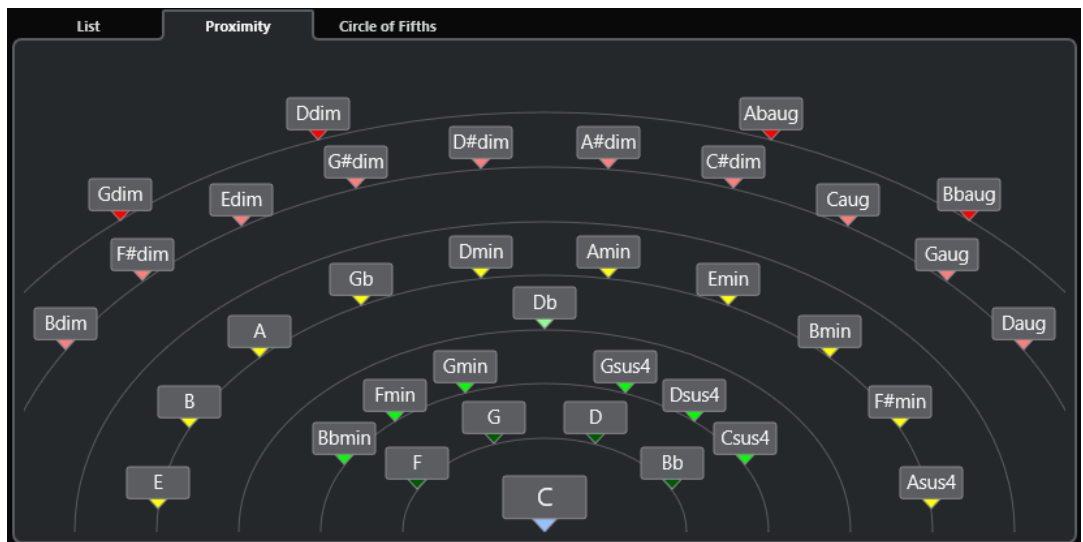 List Proximity Circle of Fifths
Ddim Abaug
D#dim A#dim
G#dim C#dim
Gdim Edim Caug Bbaug
F#dim Dmin Amin Gaug
Gb Emin
Db
Bdim A Bmin Daug
Gmin Gsus4
Fmin Dsus4
B G D F#min
Bbmin Csus4
F Bb
E Asus4
C